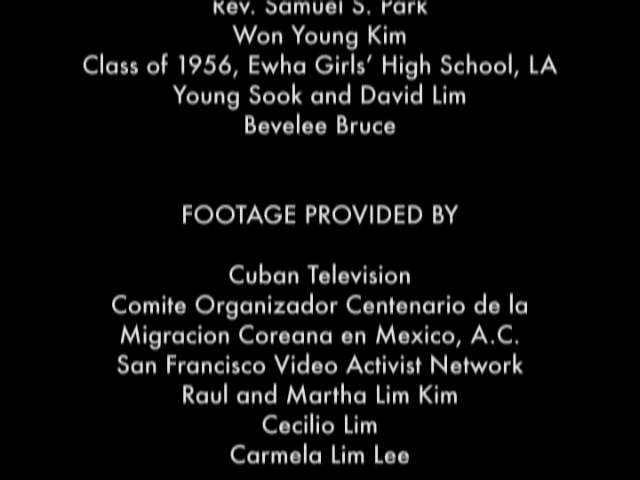 Rev. Samuel S. Park
Won Young Kim
Class of 1956, Ewha Girls' High School, LA
Young Sook and David Lim
Bevelee Bruce
FOOTAGE PROVIDED BY
Cuban Television
Comite Organizador Centenario de la
Migracion Coreana en Mexico, A.C.
San Francisco Video Activist Network
Raul and Martha Lim Kim
Cecilio Lim
Carmela Lim Lee